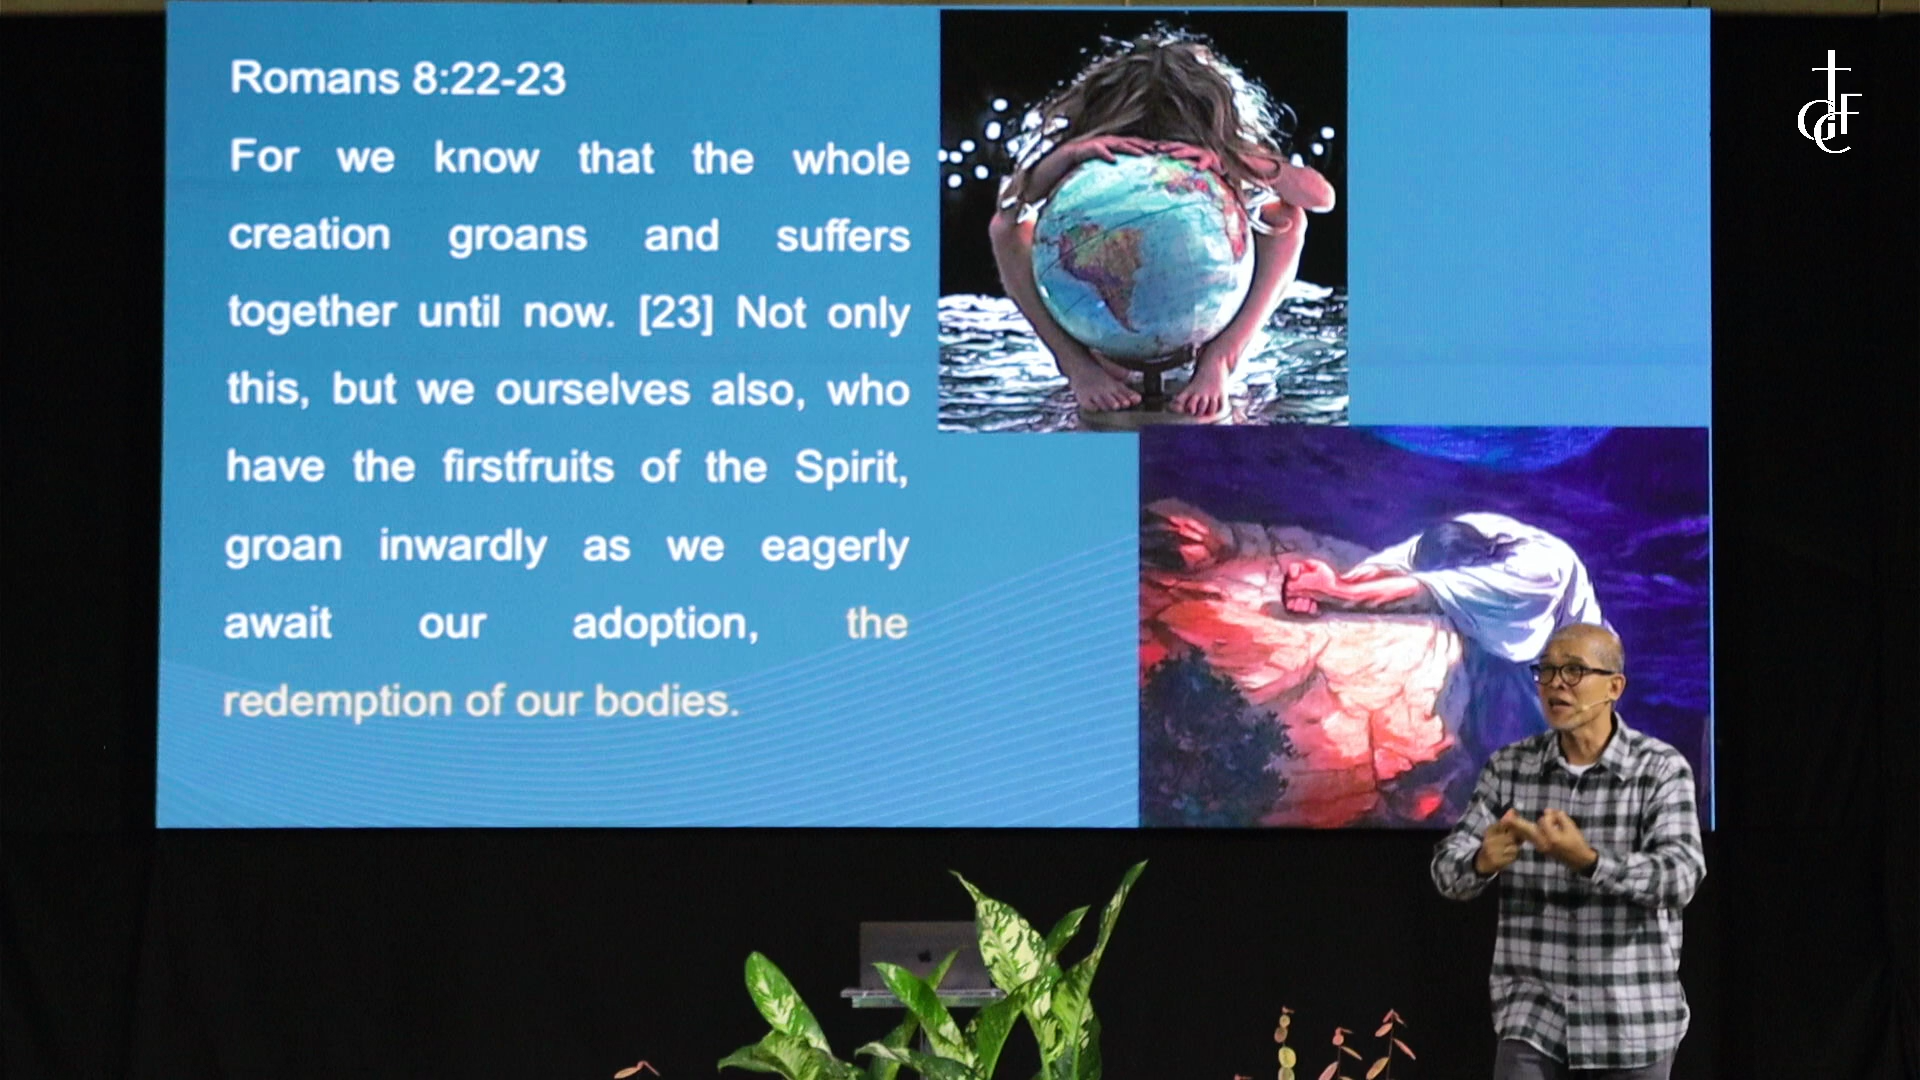 Romans 8:22-23
For we know that the whole
creation groans and suffers
together until now. [23] Not only
this, but we ourselves also, who
have the firstfruits of the Spirit,
groan inwardly as we eagerly
await our adoption, the
redemption of our bodies.
GCF